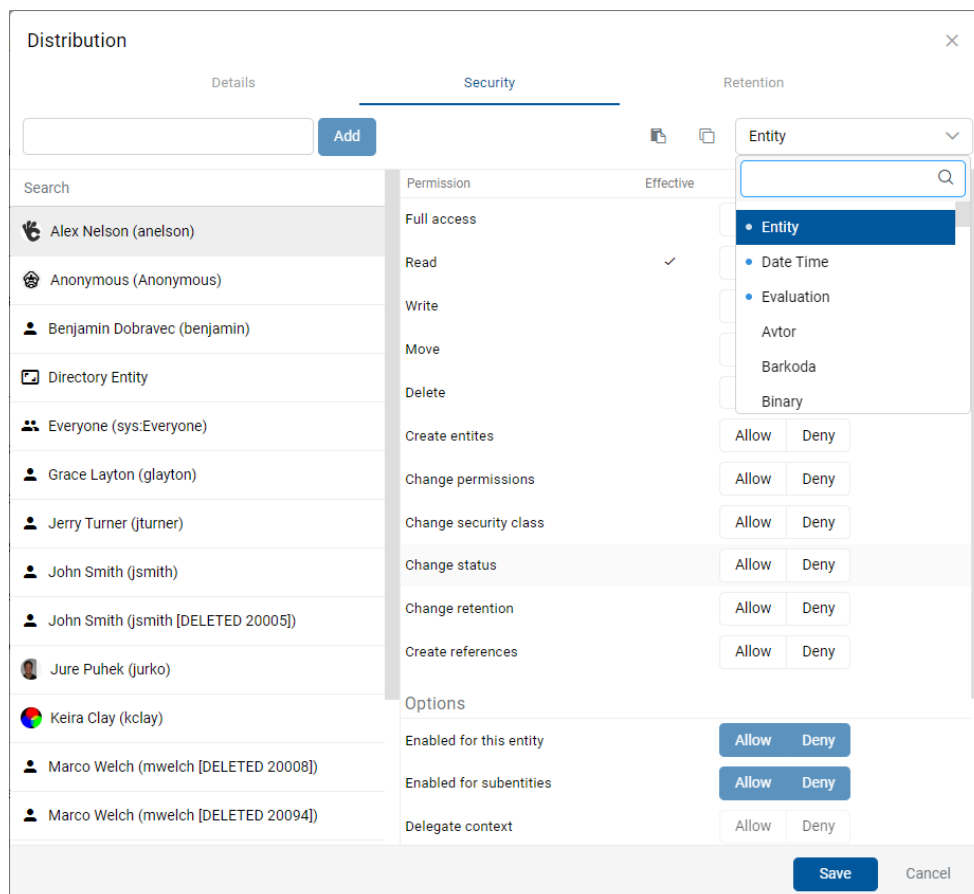 Distribution
Details Security Retention
Add Entity
Search
Alex Nelson (anelson)
Anonymous (Anonymous)
Benjamin Dobravec (benjamin)
Directory Entity
Everyone (sys:Everyone)
Grace Layton (glayton)
Jerry Turner (jturner)
John Smith (jsmith)
John Smith (jsmith [DELETED 20005])
Jure Puhek (jurko)
Keira Clay (kclay)
Marco Welch (mwelch [DELETED 20008])
Marco Welch (mwelch [DELETED 20094])
Permission Effective
Full access
Read
Write
Move
Delete
Create entites Allow Deny
Change permissions Allow Deny
Change security class Allow Deny
Change status Allow Deny
Change retention Allow Deny
Create references Allow Deny
Options
Enabled for this entity Allow Deny
Enabled for subentities Allow Deny
Delegate context Allow Deny
Entity
Date Time
Evaluation
Avtor
Barkoda
Binary
Save Cancel